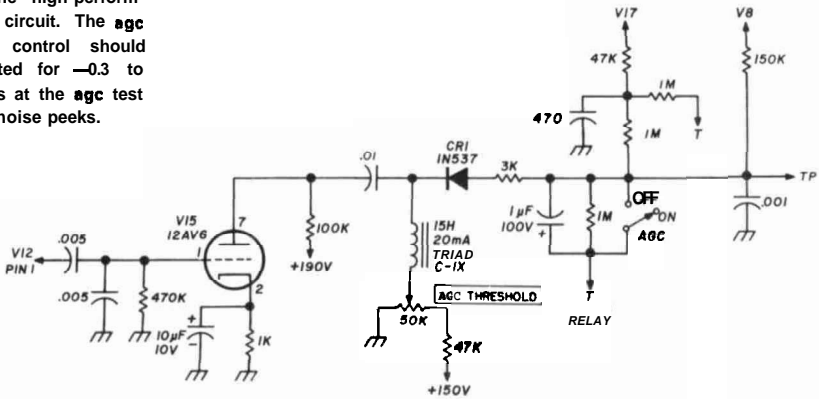 the high-perform-
circuit. The agc
control should
ted for —0.3 to
s at the agc test
noise peeks.
V17
V8
47K
150K
1M
470
T
1M
CR1
1N537
3K
.01
TP
OFF
ON
AGC
.001
1µF
100V
+
1M
T
RELAY
V15
12AV6
7
1
2
100K
+190V
15H
20mA
TRIAD
C-1X
AGC THRESHOLD
50K
47K
+150V
V12
PIN 1
.005
.005
470K
+
10µF
10V
–
1K